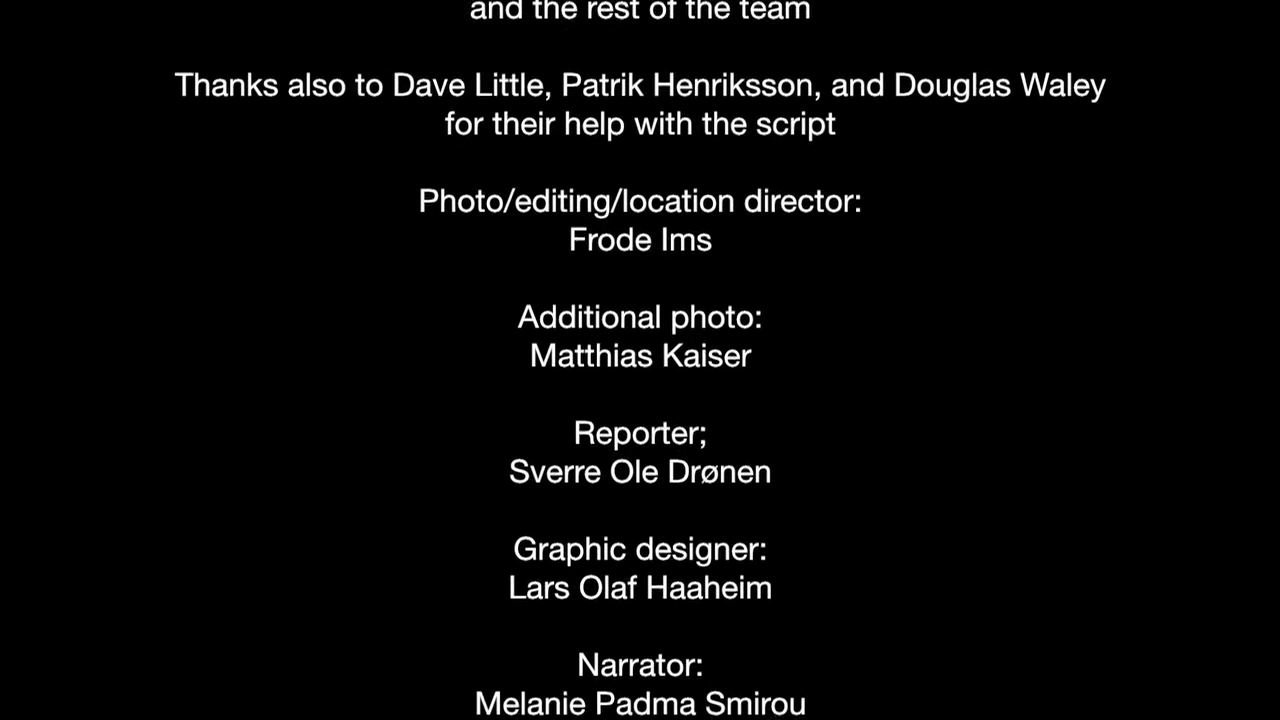 and the rest of the team
Thanks also to Dave Little, Patrik Henriksson, and Douglas Waley
for their help with the script
Photo/editing/location director:
Frode Ims
Additional photo:
Matthias Kaiser
Reporter;
Sverre Ole Drønen
Graphic designer:
Lars Olaf Haaheim
Narrator:
Melanie Padma Smirou